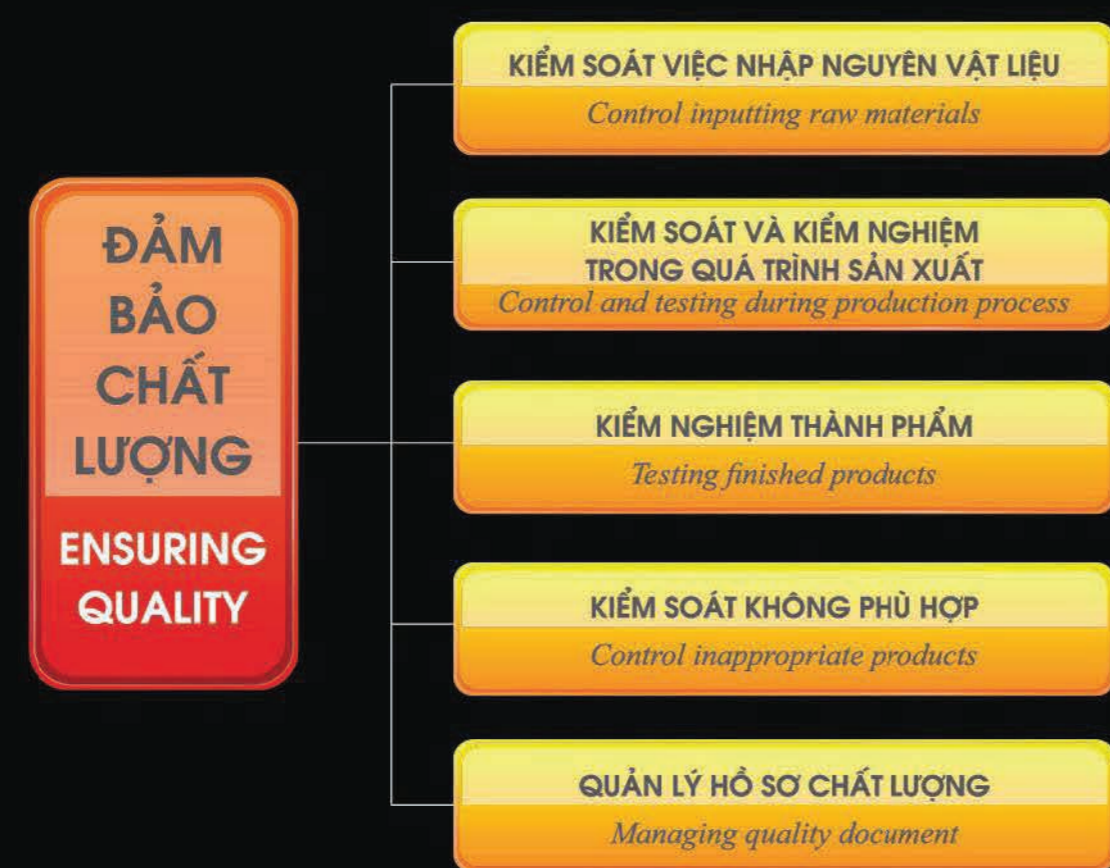 ĐẢM
BẢO
CHẤT
LƯỢNG
ENSURING
QUALITY
KIỂM SOÁT VIỆC NHẬP NGUYÊN VẬT LIỆU
Control inputting raw materials
KIỂM SOÁT VÀ KIỂM NGHIỆM
TRONG QUÁ TRÌNH SẢN XUẤT
Control and testing during production process
KIỂM NGHIỆM THÀNH PHẨM
Testing finished products
KIỂM SOÁT KHÔNG PHÙ HỢP
Control inappropriate products
QUẢN LÝ HỒ SƠ CHẤT LƯỢNG
Managing quality document